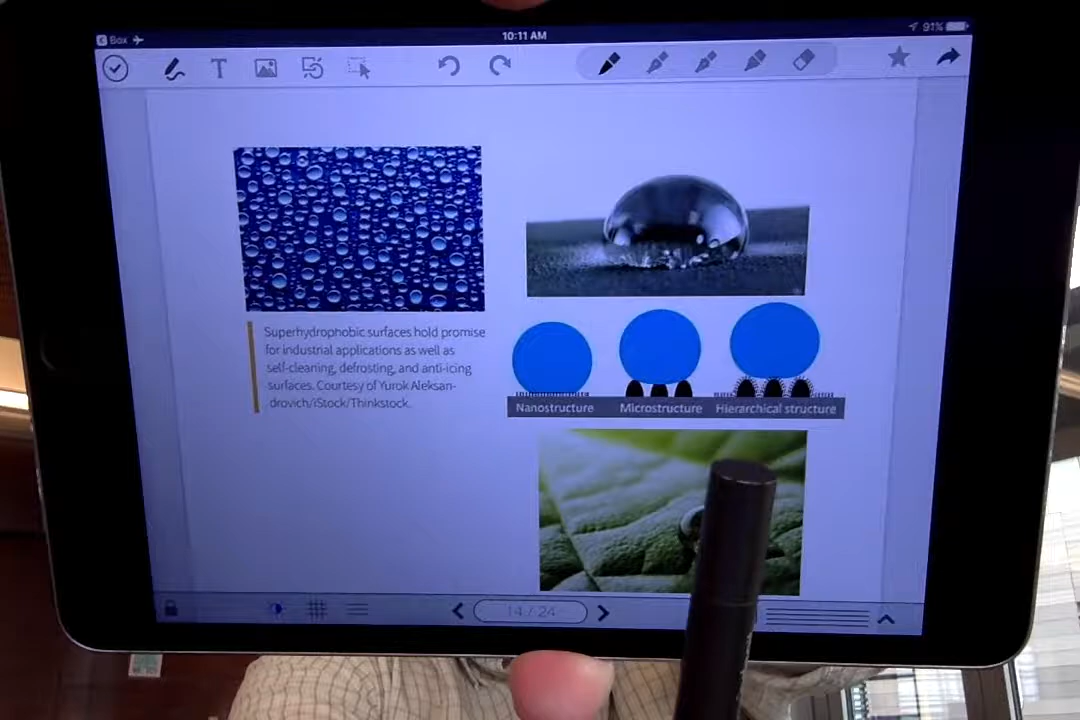 Box
10:11 AM
91%
T
Superhydrophobic surfaces hold promise
for industrial applications as well as
self-cleaning, defrosting, and anti-icing
surfaces. Courtesy of Yurok Aleksan-
drovich/iStock/Thinkstock.
Nanostructure Microstructure Hierarchical structure
14 / 24